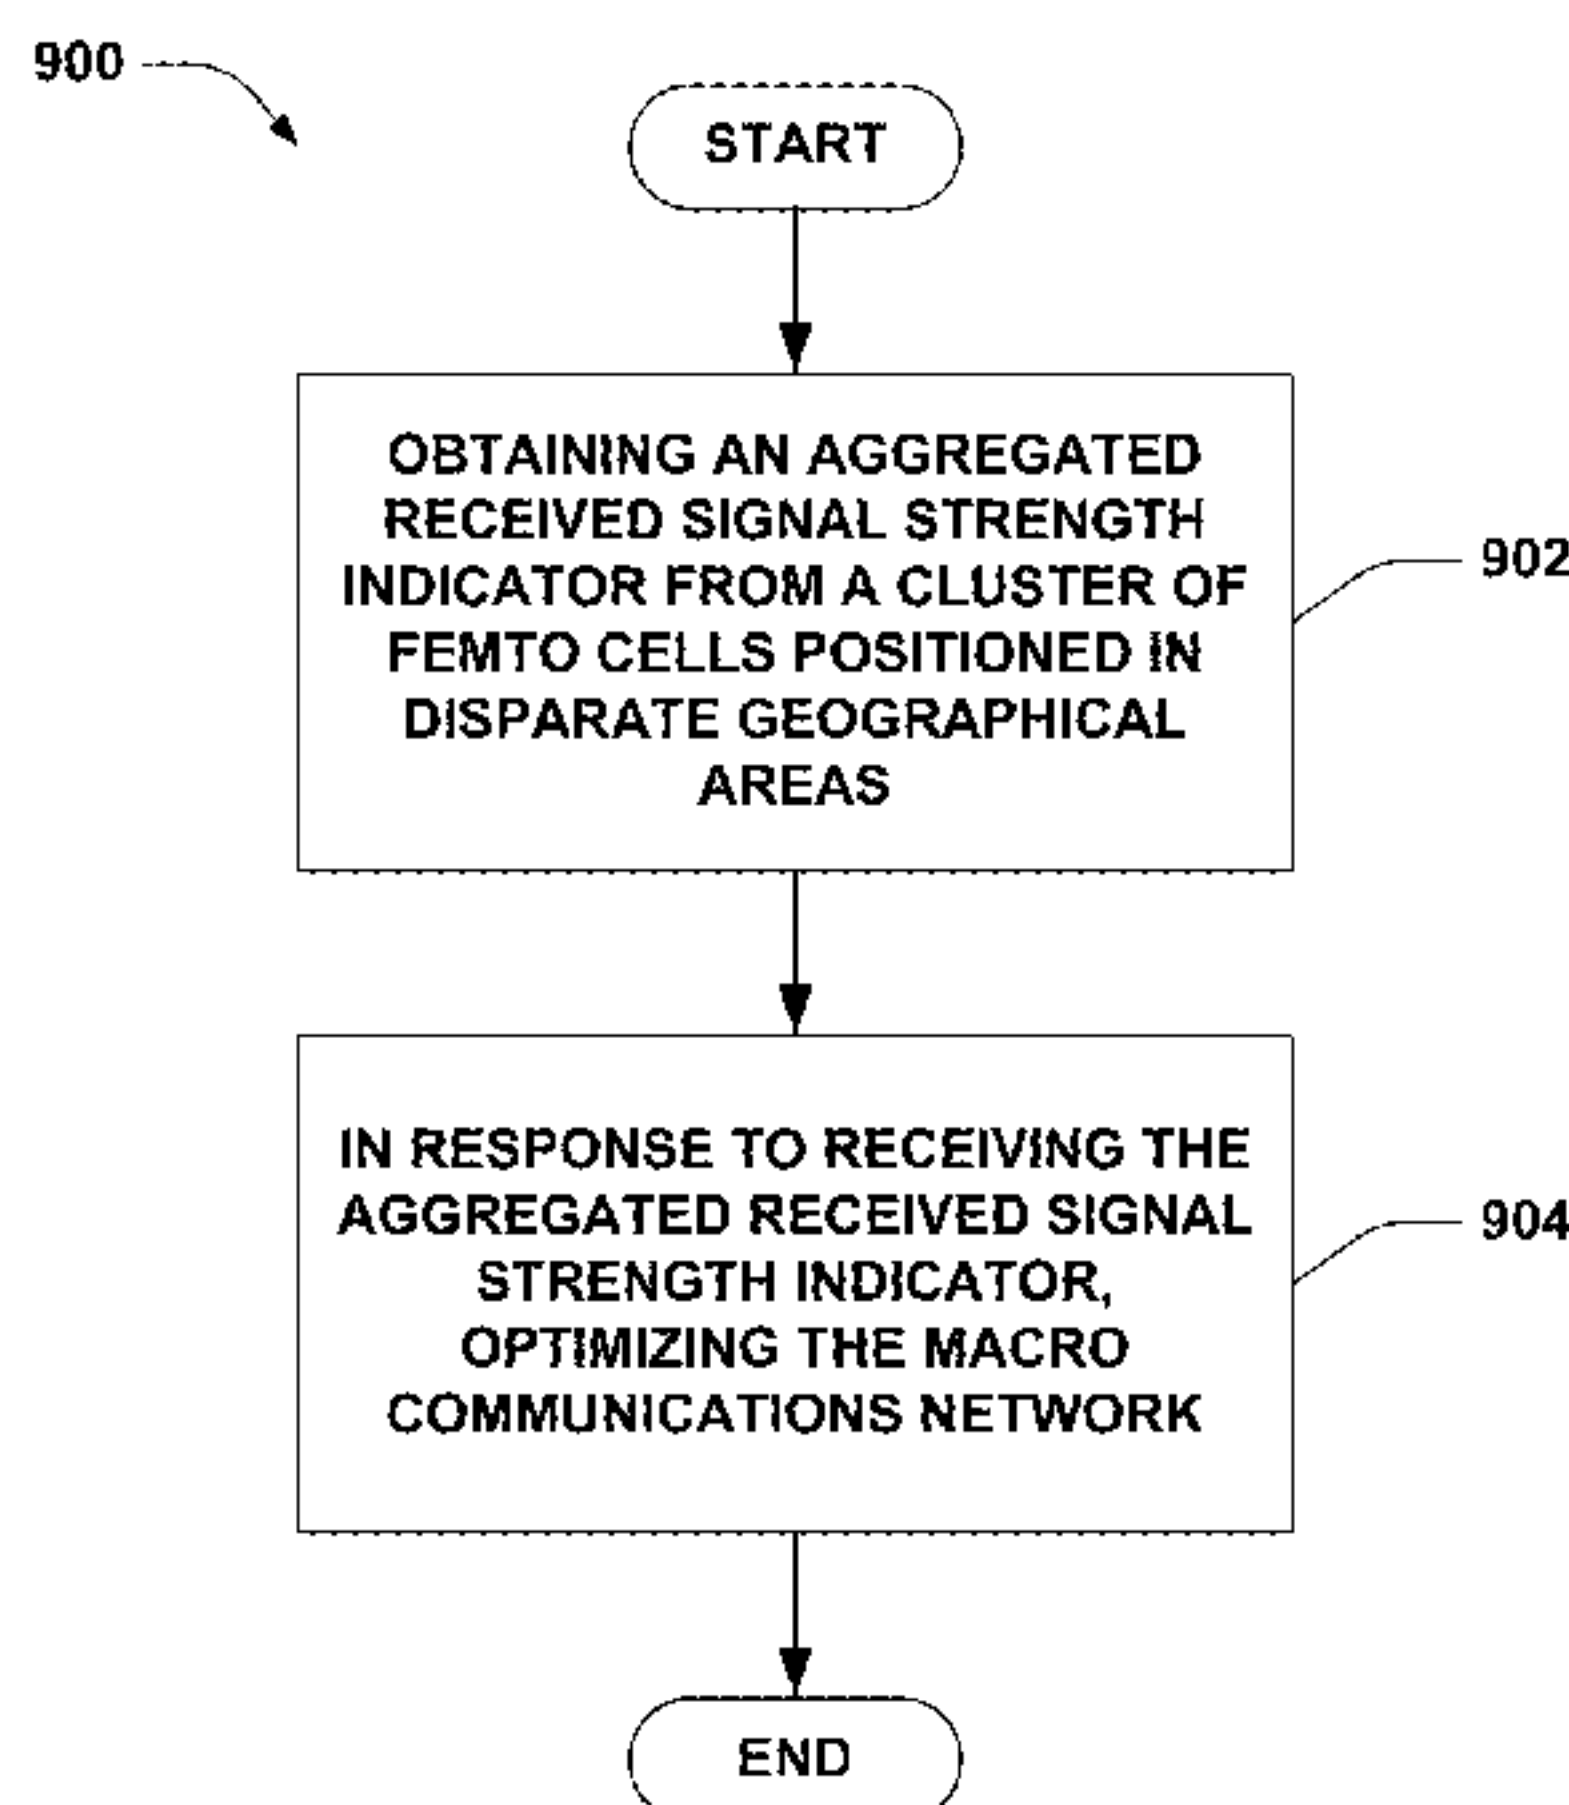 900
START
OBTAINING AN AGGREGATED
RECEIVED SIGNAL STRENGTH
INDICATOR FROM A CLUSTER OF
FEMTO CELLS POSITIONED IN
DISPARATE GEOGRAPHICAL
AREAS
902
IN RESPONSE TO RECEIVING THE
AGGREGATED RECEIVED SIGNAL
STRENGTH INDICATOR,
OPTIMIZING THE MACRO
COMMUNICATIONS NETWORK
904
END